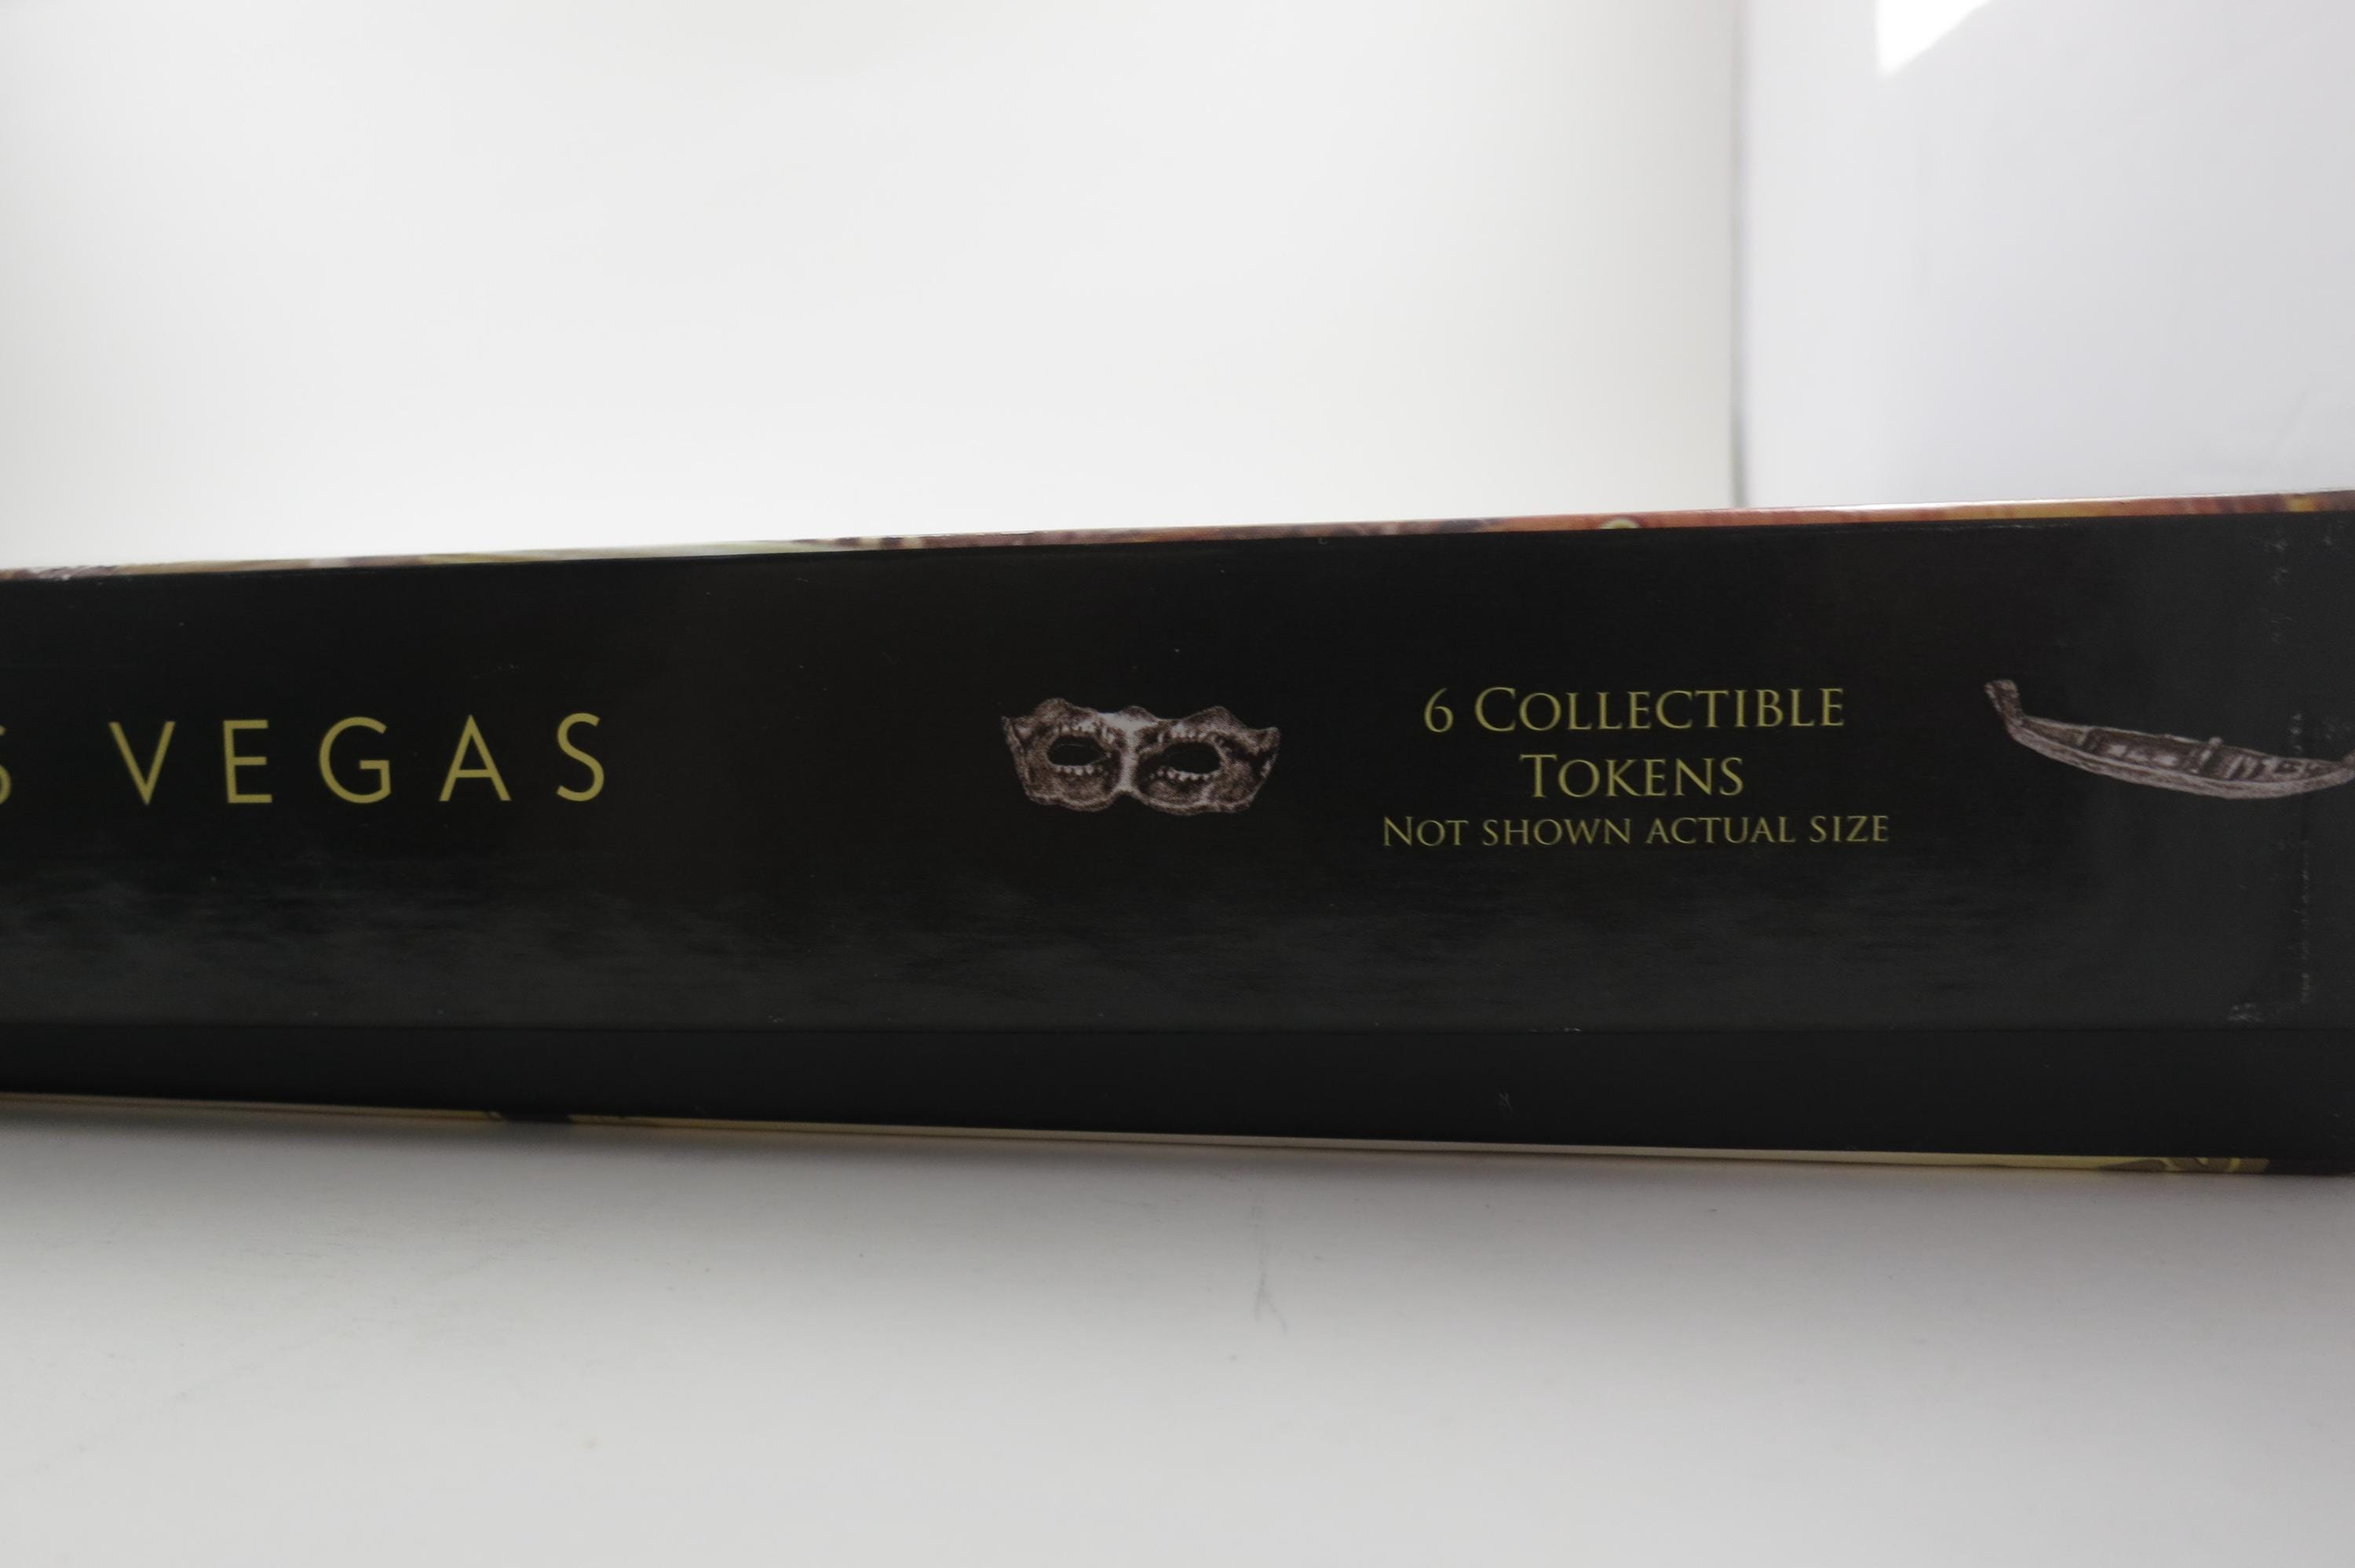 S VEGAS
6 COLLECTIBLE
TOKENS
NOT SHOWN ACTUAL SIZE